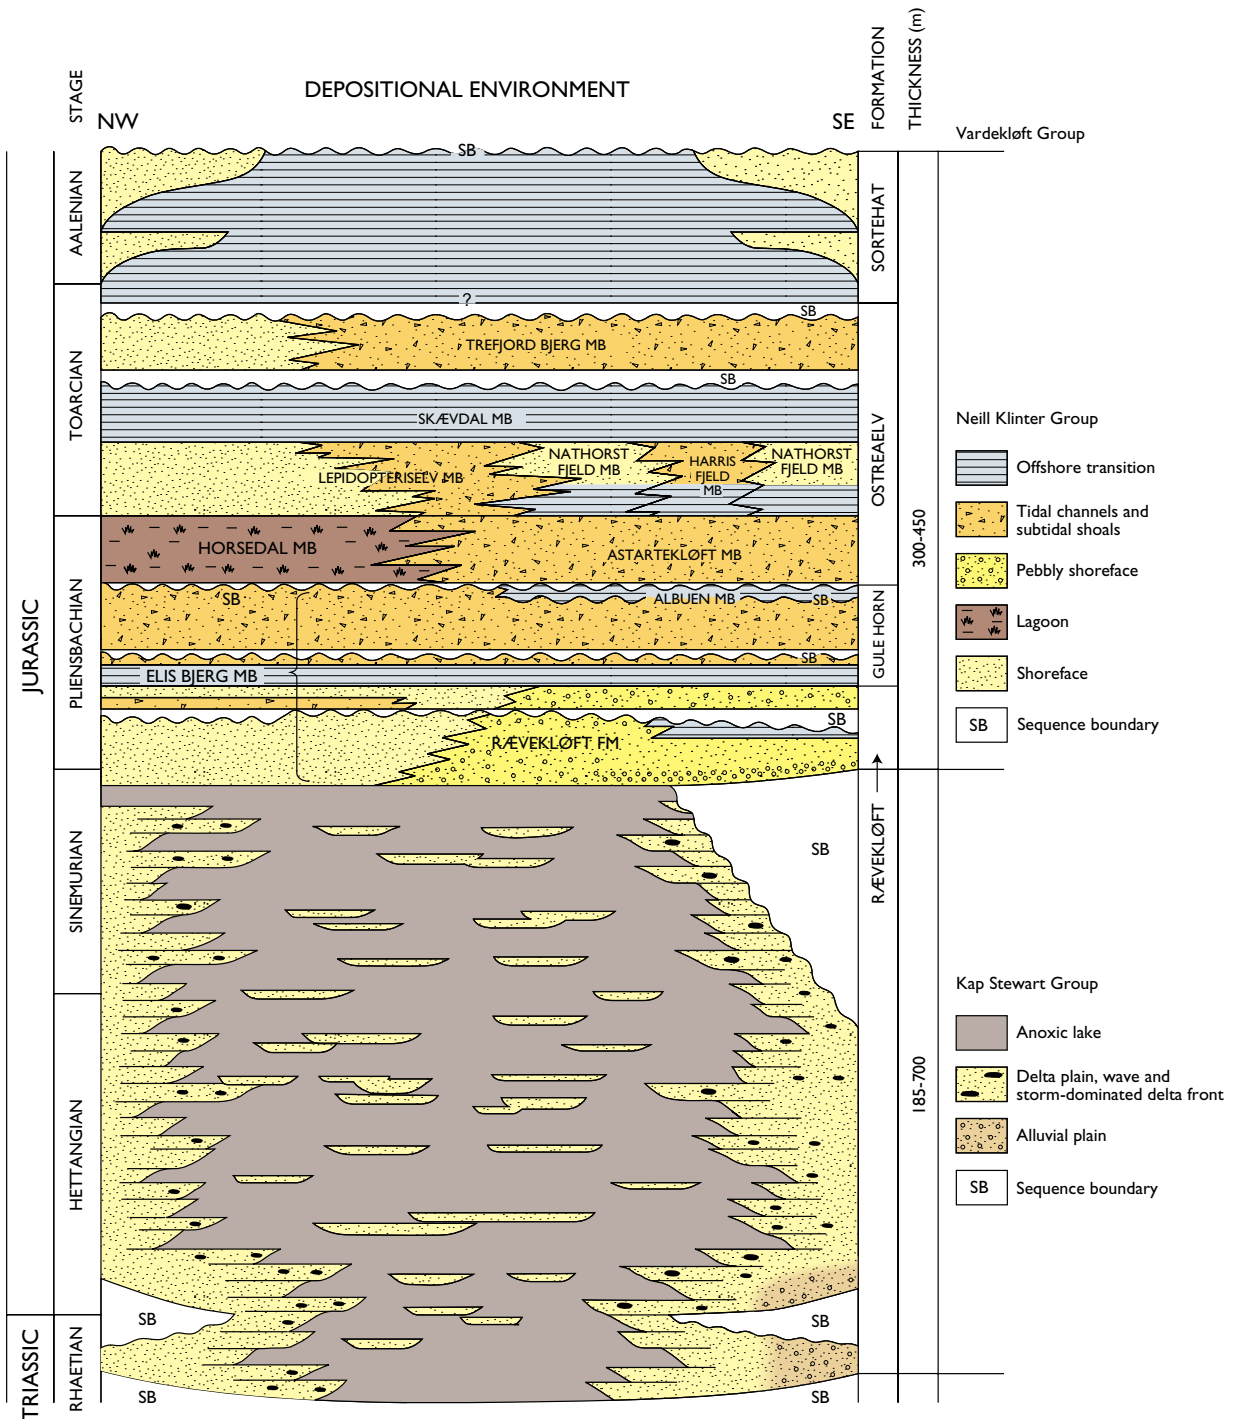 DEPOSITIONAL ENVIRONMENT
STAGE
NW
SE
FORMATION
THICKNESS (m)
Vardekløft Group
JURASSIC
TRIASSIC
AALENIAN
TOARCIAN
PLIENSBACHIAN
SINEMURIAN
HETTANGIAN
RHAETIAN
SB
?
SB
TREFJORD BJERG MB
SB
SKÆVDAL MB
NATHORST
FJELD MB
HARRIS
FJELD
MB
NATHORST
FJELD MB
LEPIDOPTERISELV MB
HORSEDAL MB
ASTARTEKLØFT MB
SB
ALBUEN MB
SB
SB
ELIS BJERG MB
SB
RÆVEKLØFT FM
SB
SB
SB
SB
SB
SORTEHAT
OSTREAELV
GULE HORN
RÆVEKLØFT
300-450
185-700
Neill Klinter Group
Offshore transition
Tidal channels and
subtidal shoals
Pebbly shoreface
Lagoon
Shoreface
SB
Sequence boundary
Kap Stewart Group
Anoxic lake
Delta plain, wave and
storm-dominated delta front
Alluvial plain
SB
Sequence boundary